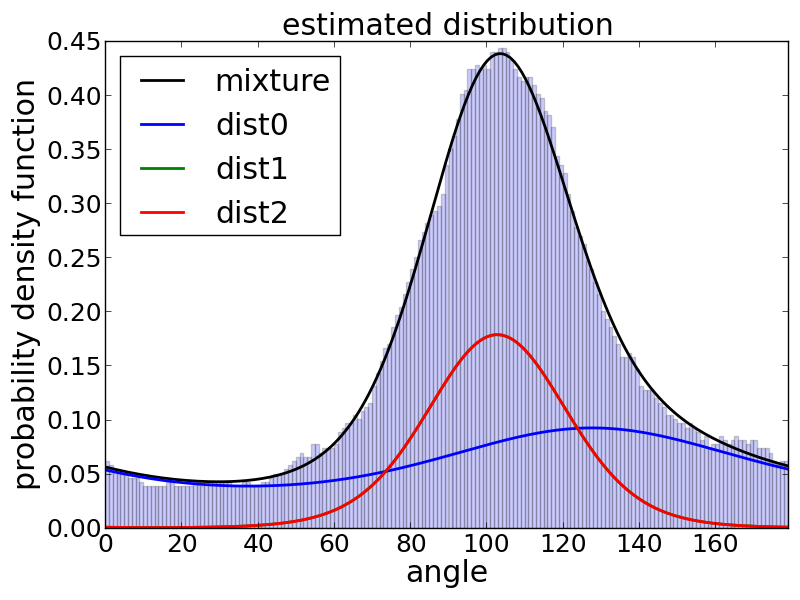 estimated distribution
probability density function
0.45
0.40
0.35
0.30
0.25
0.20
0.15
0.10
0.05
0.00
mixture
dist0
dist1
dist2
0 20 40 60 80 100 120 140 160
angle